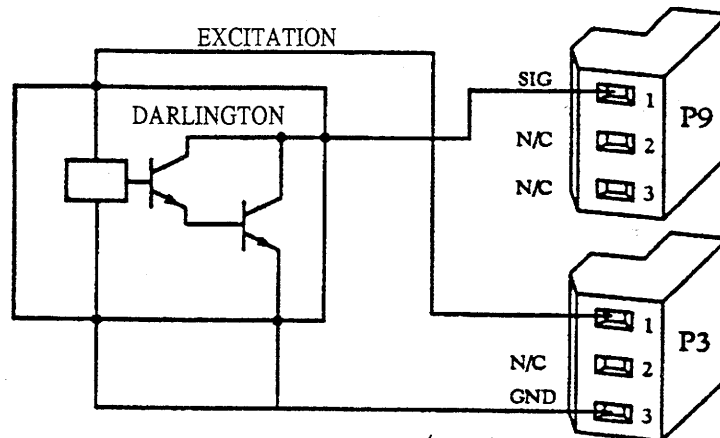 EXCITATION
SIG
1
DARLINGTON
P9
N/C
2
N/C
3
1
P3
N/C
2
GND
3